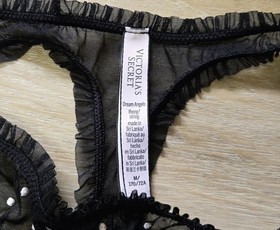 VICTORIA'S
SECRET
Dream Angels
thong/
string
made in
Sri Lanka/
fabriqué au
Sri Lanka/
hecho
en
Sri Lanka/
fabbricato
in
Sri Lanka/
M/
170/72A